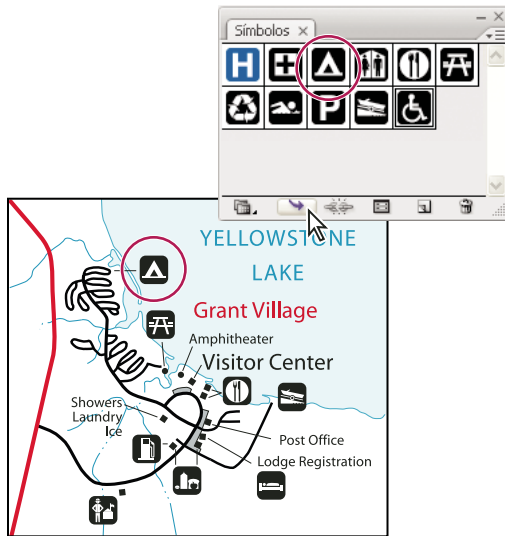 Símbolos ×
H
P
YELLOWSTONE
LAKE
Grant Village
Amphitheater
Visitor Center
Showers
Laundry
Ice
Post Office
Lodge Registration